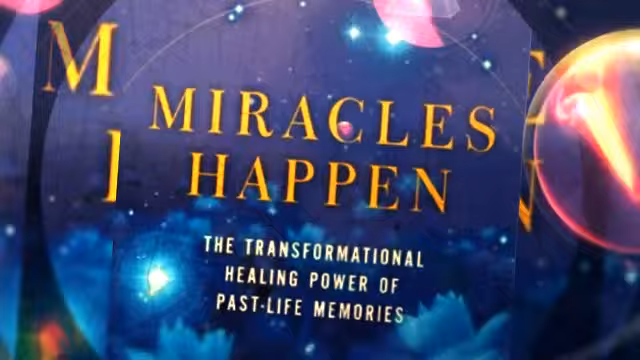 MIRACLES
HAPPEN
THE TRANSFORMATIONAL
HEALING POWER OF
PAST-LIFE MEMORIES